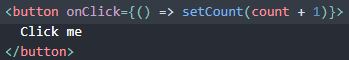 <button onClick={() => setCount(count + 1)}>
  Click me
</button>